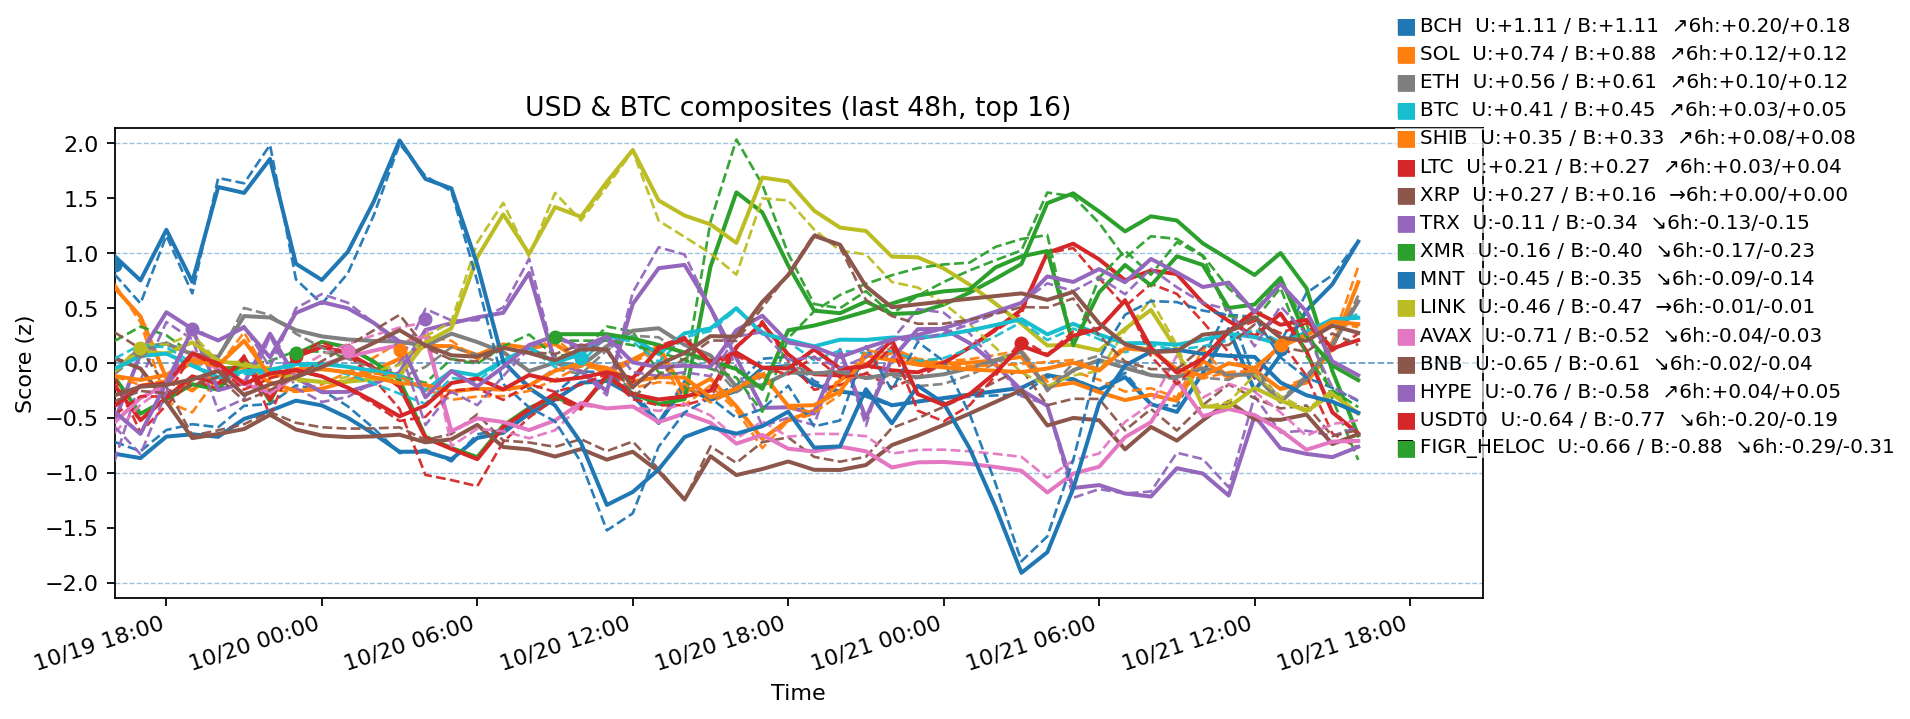 BCH  U:+1.11 / B:+1.11  ↗6h:+0.20/+0.18
SOL  U:+0.74 / B:+0.88  ↗6h:+0.12/+0.12
ETH  U:+0.56 / B:+0.61  ↗6h:+0.10/+0.12
BTC  U:+0.41 / B:+0.45  ↗6h:+0.03/+0.05
SHIB  U:+0.35 / B:+0.33  ↗6h:+0.08/+0.08
LTC  U:+0.21 / B:+0.27  ↗6h:+0.03/+0.04
XRP  U:+0.27 / B:+0.16  →6h:+0.00/+0.00
TRX  U:-0.11 / B:-0.34  ↘6h:-0.13/-0.15
XMR  U:-0.16 / B:-0.40  ↘6h:-0.17/-0.23
MNT  U:-0.45 / B:-0.35  ↘6h:-0.09/-0.14
LINK  U:-0.46 / B:-0.47  →6h:-0.01/-0.01
AVAX  U:-0.71 / B:-0.52  ↘6h:-0.04/-0.03
BNB  U:-0.65 / B:-0.61  ↘6h:-0.02/-0.04
HYPE  U:-0.76 / B:-0.58  ↗6h:+0.04/+0.05
USDT0  U:-0.64 / B:-0.77  ↘6h:-0.20/-0.19
FIGR_HELOC  U:-0.66 / B:-0.88  ↘6h:-0.29/-0.31
USD & BTC composites (last 48h, top 16)
Score (z)
2.0
1.5
1.0
0.5
0.0
−0.5
−1.0
−1.5
−2.0
10/19 18:00
10/20 00:00
10/20 06:00
10/20 12:00
10/20 18:00
10/21 00:00
10/21 06:00
10/21 12:00
10/21 18:00
Time